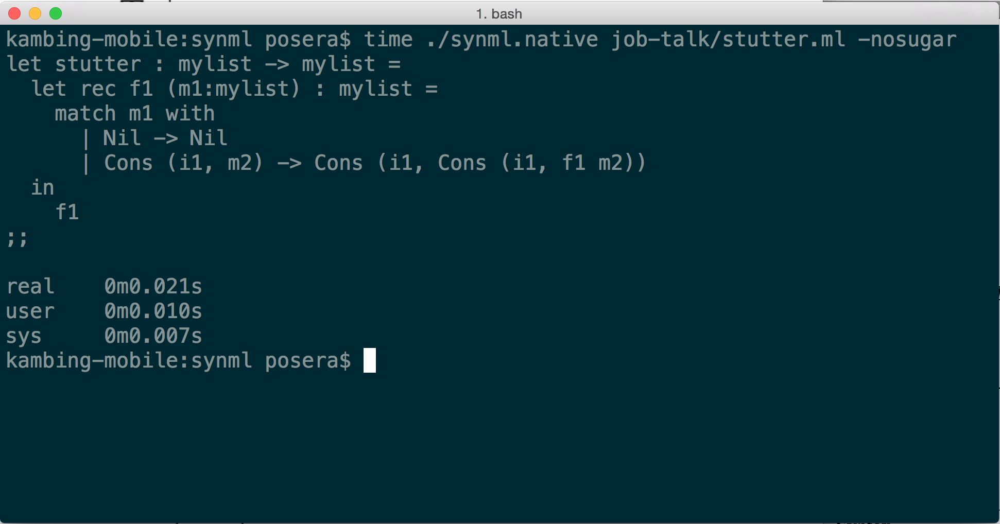 1. bash
kambing-mobile:synml posera$ time ./synml.native job-talk/stutter.ml -nosugar
let stutter : mylist -> mylist =
  let rec f1 (m1:mylist) : mylist =
    match m1 with
      | Nil -> Nil
      | Cons (i1, m2) -> Cons (i1, Cons (i1, f1 m2))
  in
    f1
;;

real    0m0.021s
user    0m0.010s
sys     0m0.007s
kambing-mobile:synml posera$